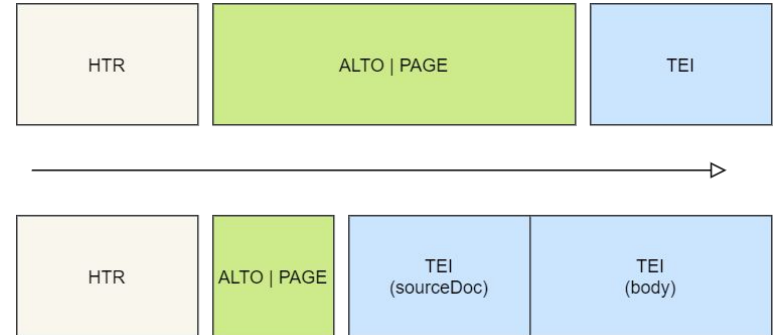 HTR
ALTO | PAGE
TEI
HTR
ALTO | PAGE
TEI
(sourceDoc)
TEI
(body)